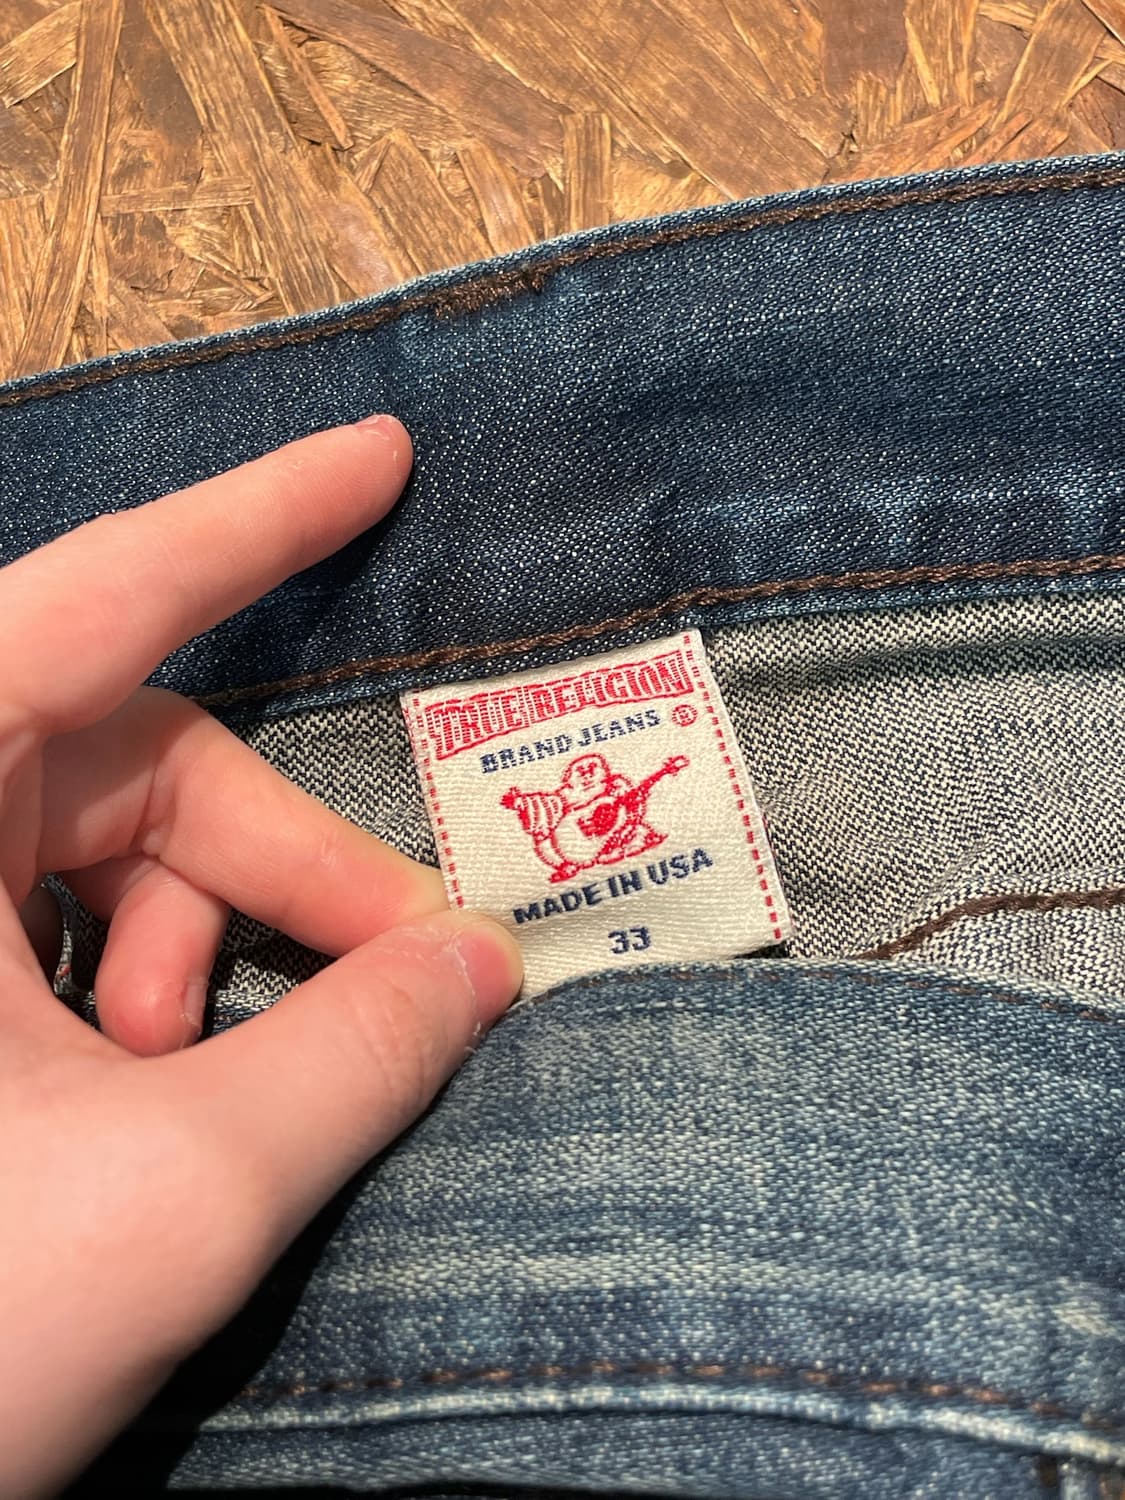 TRUE RELIGION
BRAND JEANS ®
MADE IN USA
33